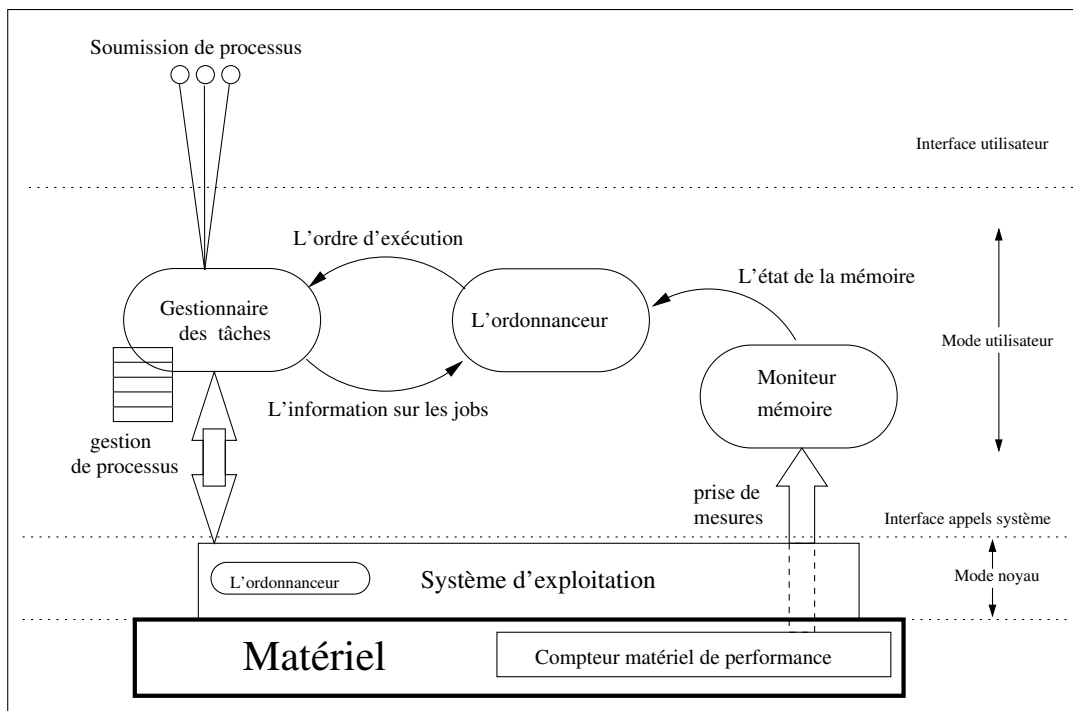 Soumission de processus
Interface utilisateur
L'ordre d'exécution
L'état de la mémoire
Gestionnaire
des tâches
L'ordonnanceur
Mode utilisateur
Moniteur
mémoire
L'information sur les jobs
gestion
de processus
prise de
mesures
Interface appels système
L'ordonnanceur
Système d'exploitation
Mode noyau
Matériel
Compteur matériel de performance